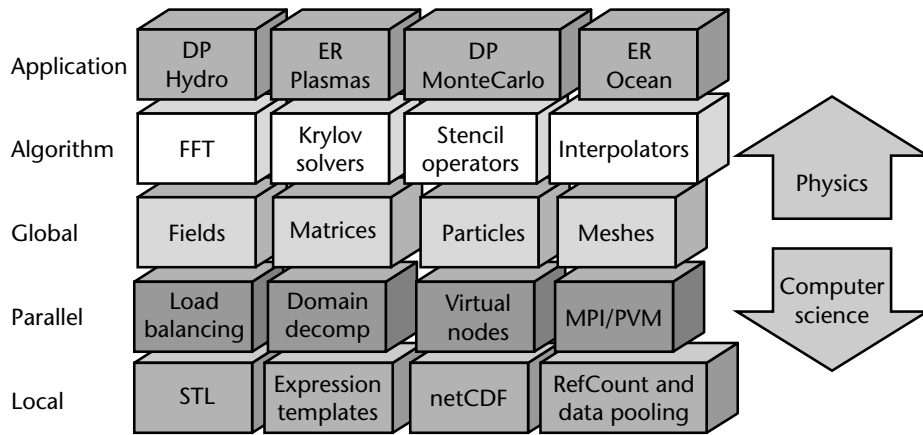 Application
DP
Hydro
ER
Plasmas
DP
MonteCarlo
ER
Ocean
Algorithm
FFT
Krylov
solvers
Stencil
operators
Interpolators
Physics
Global
Fields
Matrices
Particles
Meshes
Parallel
Load
balancing
Domain
decomp
Virtual
nodes
MPI/PVM
Computer
science
Local
STL
Expression
templates
netCDF
RefCount and
data pooling